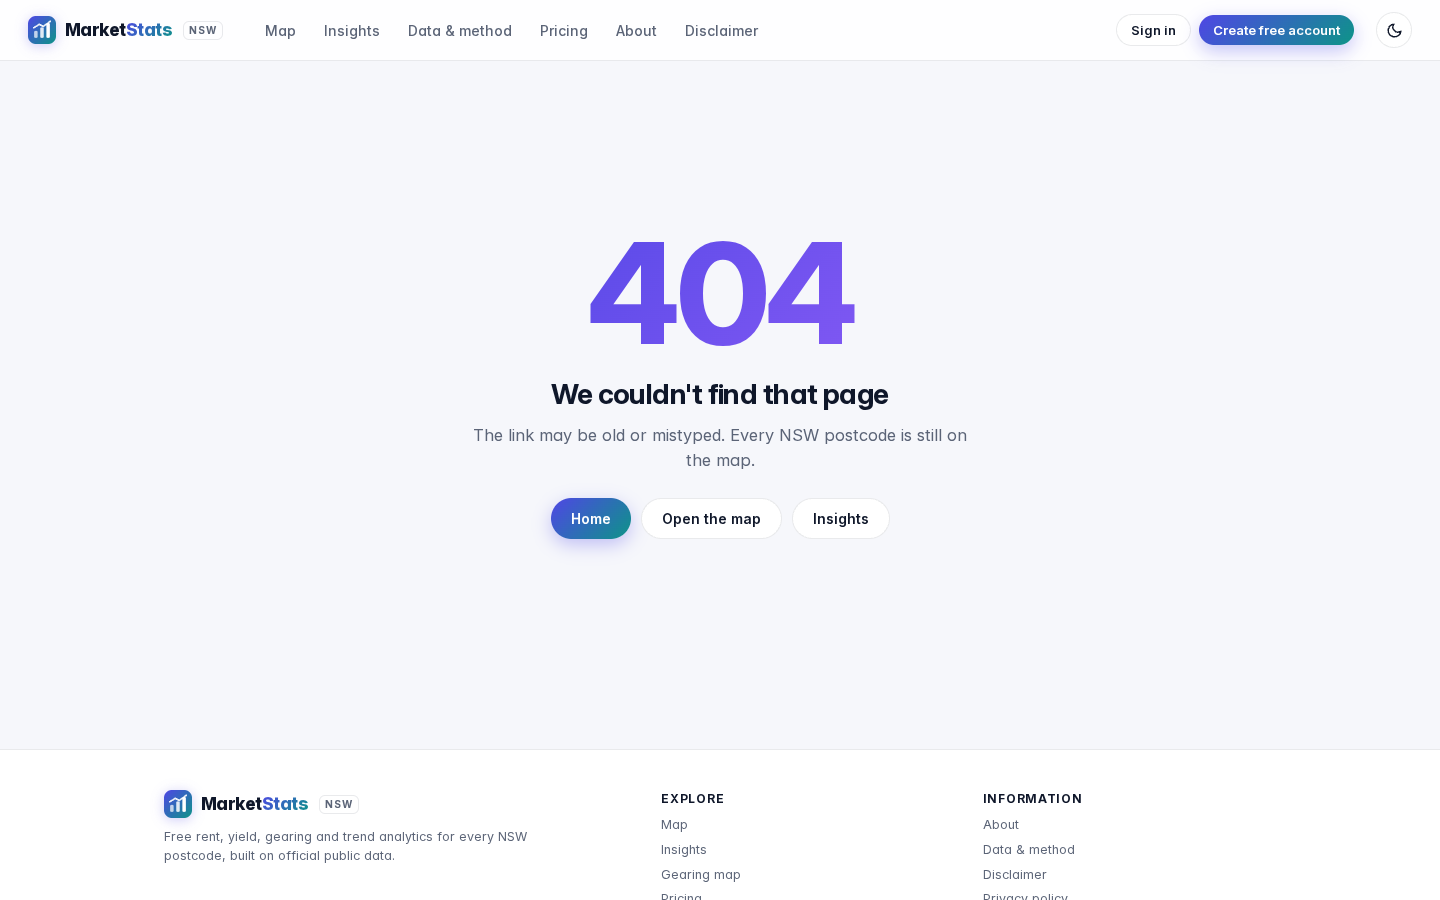 MarketStats NSW Map Insights Data & method Pricing About Disclaimer Sign in Create free account
404
We couldn't find that page
The link may be old or mistyped. Every NSW postcode is still on
the map.
Home Open the map Insights
MarketStats NSW
Free rent, yield, gearing and trend analytics for every NSW
postcode, built on official public data.
EXPLORE
Map
Insights
Gearing map
Pricing
INFORMATION
About
Data & method
Disclaimer
Privacy policy